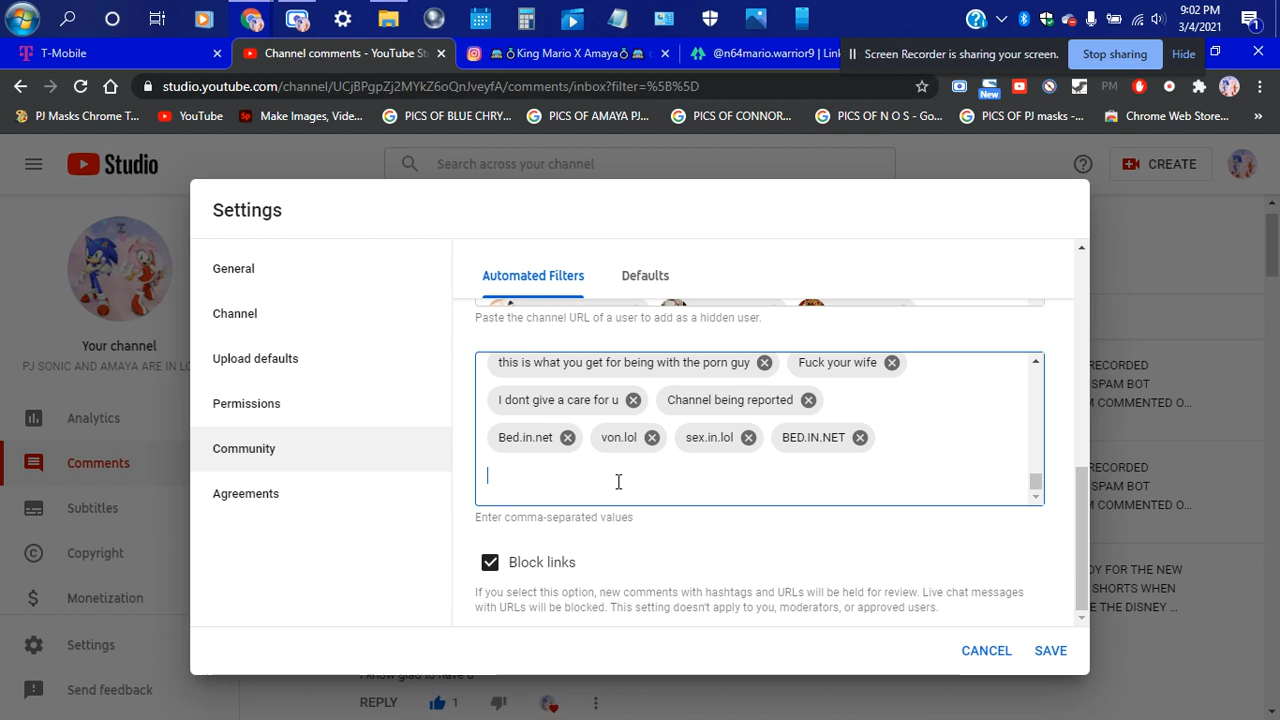 9:02 PM
3/4/2021
T-Mobile
Channel comments - YouTube St
King Mario X Amaya
@n64mario.warrior9 | Link
Screen Recorder is sharing your screen.
Stop sharing
Hide
studio.youtube.com/channel/UCjBPgpZj2MYkZ6oQnJveyfA/comments/inbox?filter=%5B%5D
New
PM
PJ Masks Chrome T...
YouTube
Make Images, Vide...
PICS OF BLUE CHRY...
PICS OF AMAYA PJ...
PICS OF CONNOR...
PICS OF N O S - Go...
PICS OF PJ masks -...
Chrome Web Store...
»
Studio
Search across your channel
CREATE
Settings
Your channel
PJ SONIC AND AMAYA ARE IN LO
Analytics
Comments
Subtitles
Copyright
Monetization
Settings
Send feedback
General
Channel
Upload defaults
Permissions
Community
Agreements
Automated Filters
Defaults
Paste the channel URL of a user to add as a hidden user.
this is what you get for being with the porn guy
Fuck your wife
I dont give a care for u
Channel being reported
Bed.in.net
von.lol
sex.in.lol
BED.IN.NET
Enter comma-separated values
Block links
If you select this option, new comments with hashtags and URLs will be held for review. Live chat messages
with URLs will be blocked. This setting doesn't apply to you, moderators, or approved users.
CANCEL
SAVE
RECORDED
SPAM BOT
M COMMENTED O...
RECORDED
SPAM BOT
M COMMENTED O...
DY FOR THE NEW
SHORTS WHEN
E THE DISNEY ...
REPLY
1